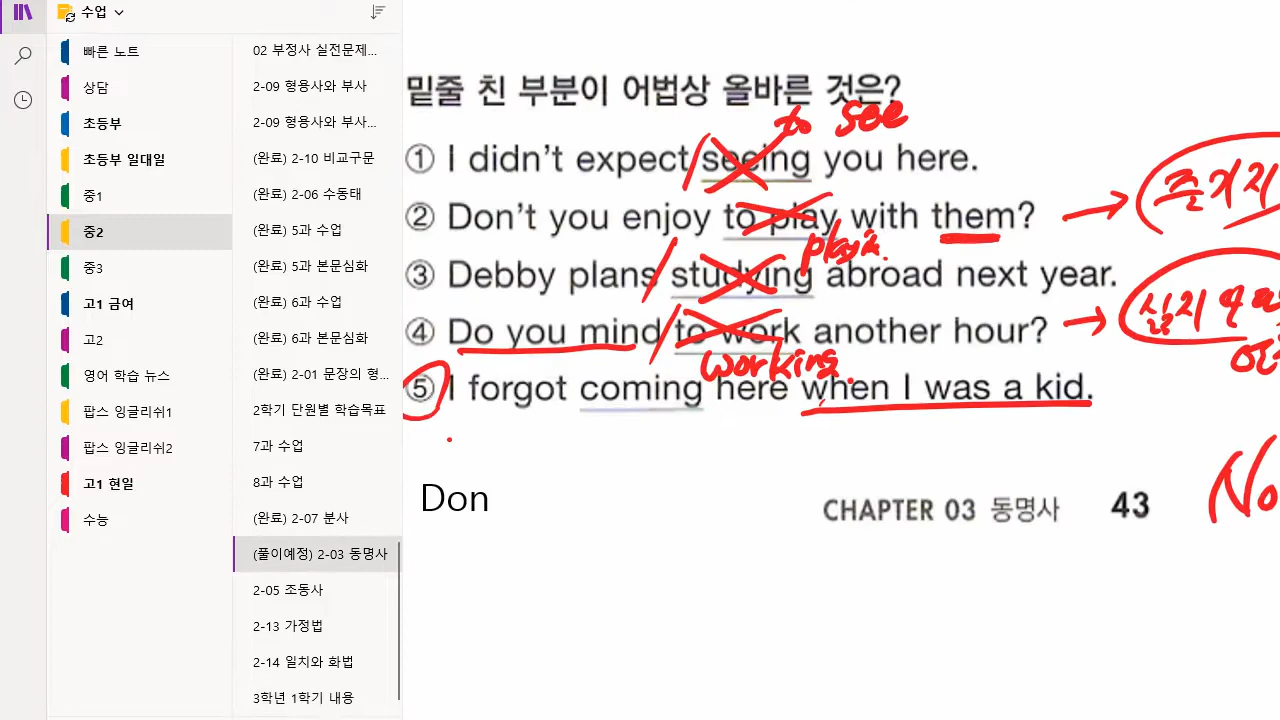 수업
빠른 노트
상담
초등부
초등부 일대일
중1
중2
중3
고1 금여
고2
영어 학습 뉴스
팝스 잉글리쉬1
팝스 잉글리쉬2
고1 현일
수능
02 부정사 실전문제...
2-09 형용사와 부사
2-09 형용사와 부사...
(완료) 2-10 비교구문
(완료) 2-06 수동태
(완료) 5과 수업
(완료) 5과 본문심화
(완료) 6과 수업
(완료) 6과 본문심화
(완료) 2-01 문장의 형...
2학기 단원별 학습목표
7과 수업
8과 수업
(완료) 2-07 분사
(풀이예정) 2-03 동명사
2-05 조동사
2-13 가정법
2-14 일치와 화법
3학년 1학기 내용
밑줄 친 부분이 어법상 올바른 것은?
to see
① I didn't expect seeing you here.
② Don't you enjoy to play with them?
즌기지
③ Debby plans studying abroad next year.
④ Do you mind to work another hour?
working.
⑤ I forgot coming here when I was a kid.
No
Don
CHAPTER 03 동명사 43